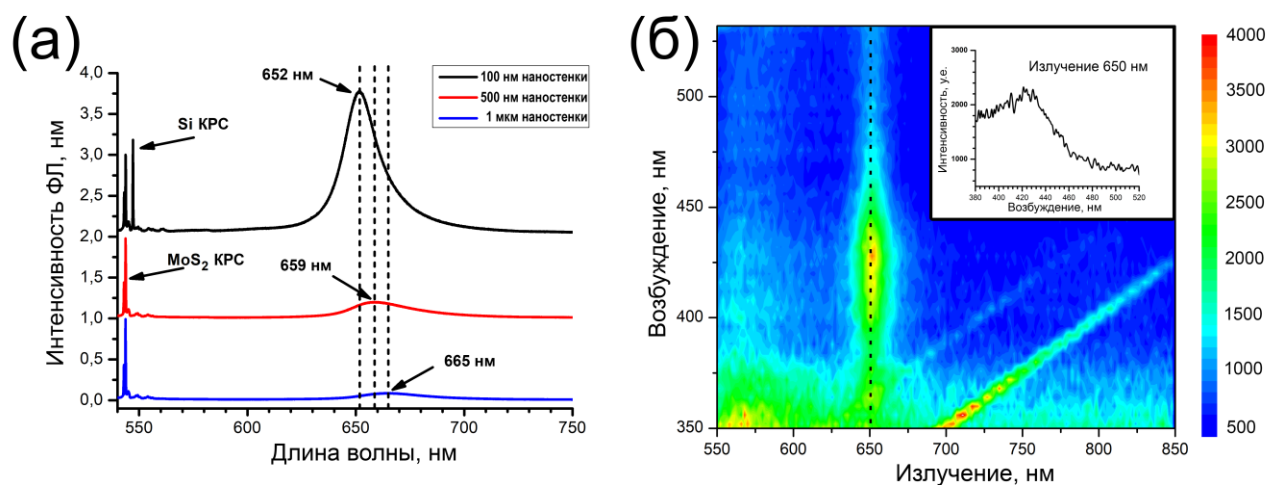 (а)
Интенсивность ФЛ, нм
4,0
3,5
3,0
2,5
2,0
1,5
1,0
0,5
0,0
550
600
650
700
750
Длина волны, нм
652 нм
Si КРС
MoS₂ КРС
659 нм
665 нм
100 нм наностенки
500 нм наностенки
1 мкм наностенки
(б)
Возбуждение, нм
500
450
400
350
550
600
650
700
750
800
850
Излучение, нм
Интенсивность, у.е.
3000
2000
1000
Излучение 650 нм
380 400 420 440 460 480 500 520
Возбуждение, нм
4000
3500
3000
2500
2000
1500
1000
500